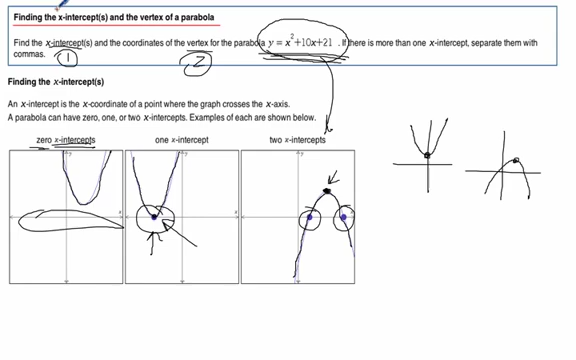 Finding the x-intercept(s) and the vertex of a parabola
Find the x-intercept(s) and the coordinates of the vertex for the parabola y = x²+10x+21 . If there is more than one x-intercept, separate them with
commas.
1 2
Finding the x-intercept(s)
An x-intercept is the x-coordinate of a point where the graph crosses the x-axis.
A parabola can have zero, one, or two x-intercepts. Examples of each are shown below.
zero x-intercepts one x-intercept two x-intercepts
y y y
x x x